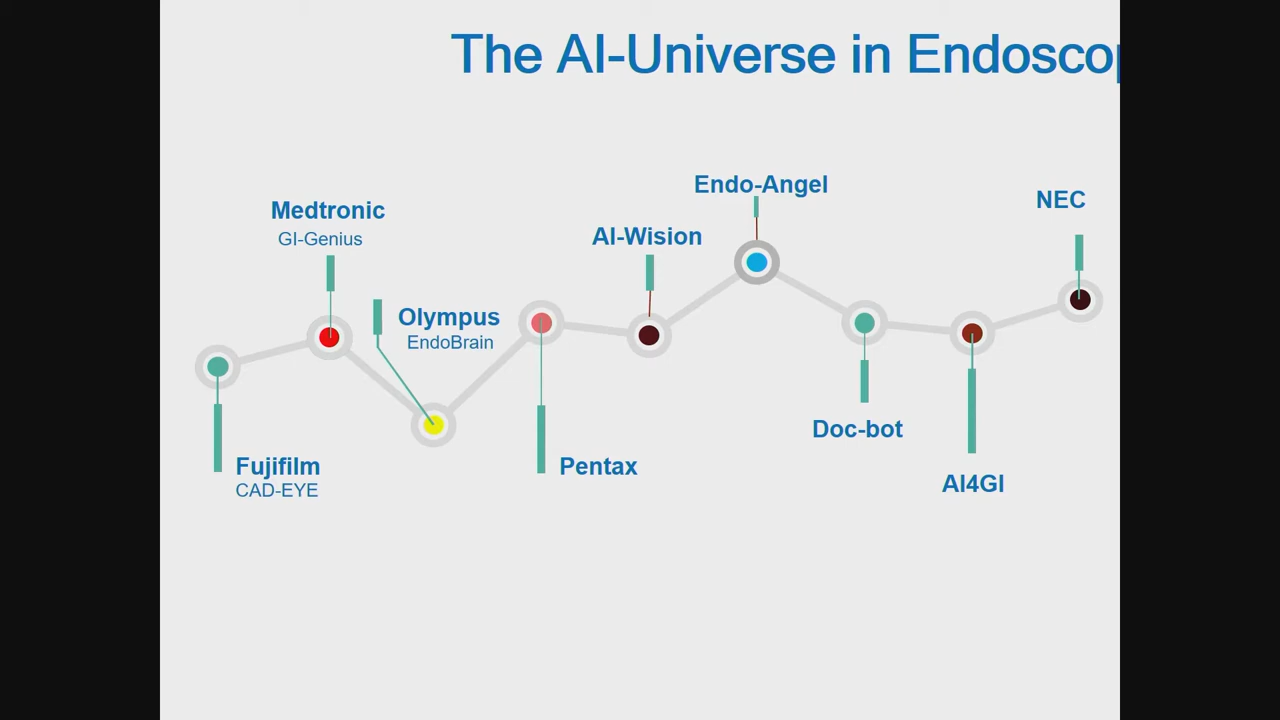 The AI-Universe in Endoscop
Medtronic
GI-Genius
Olympus
EndoBrain
Fujifilm
CAD-EYE
Pentax
AI-Wision
Endo-Angel
Doc-bot
AI4GI
NEC